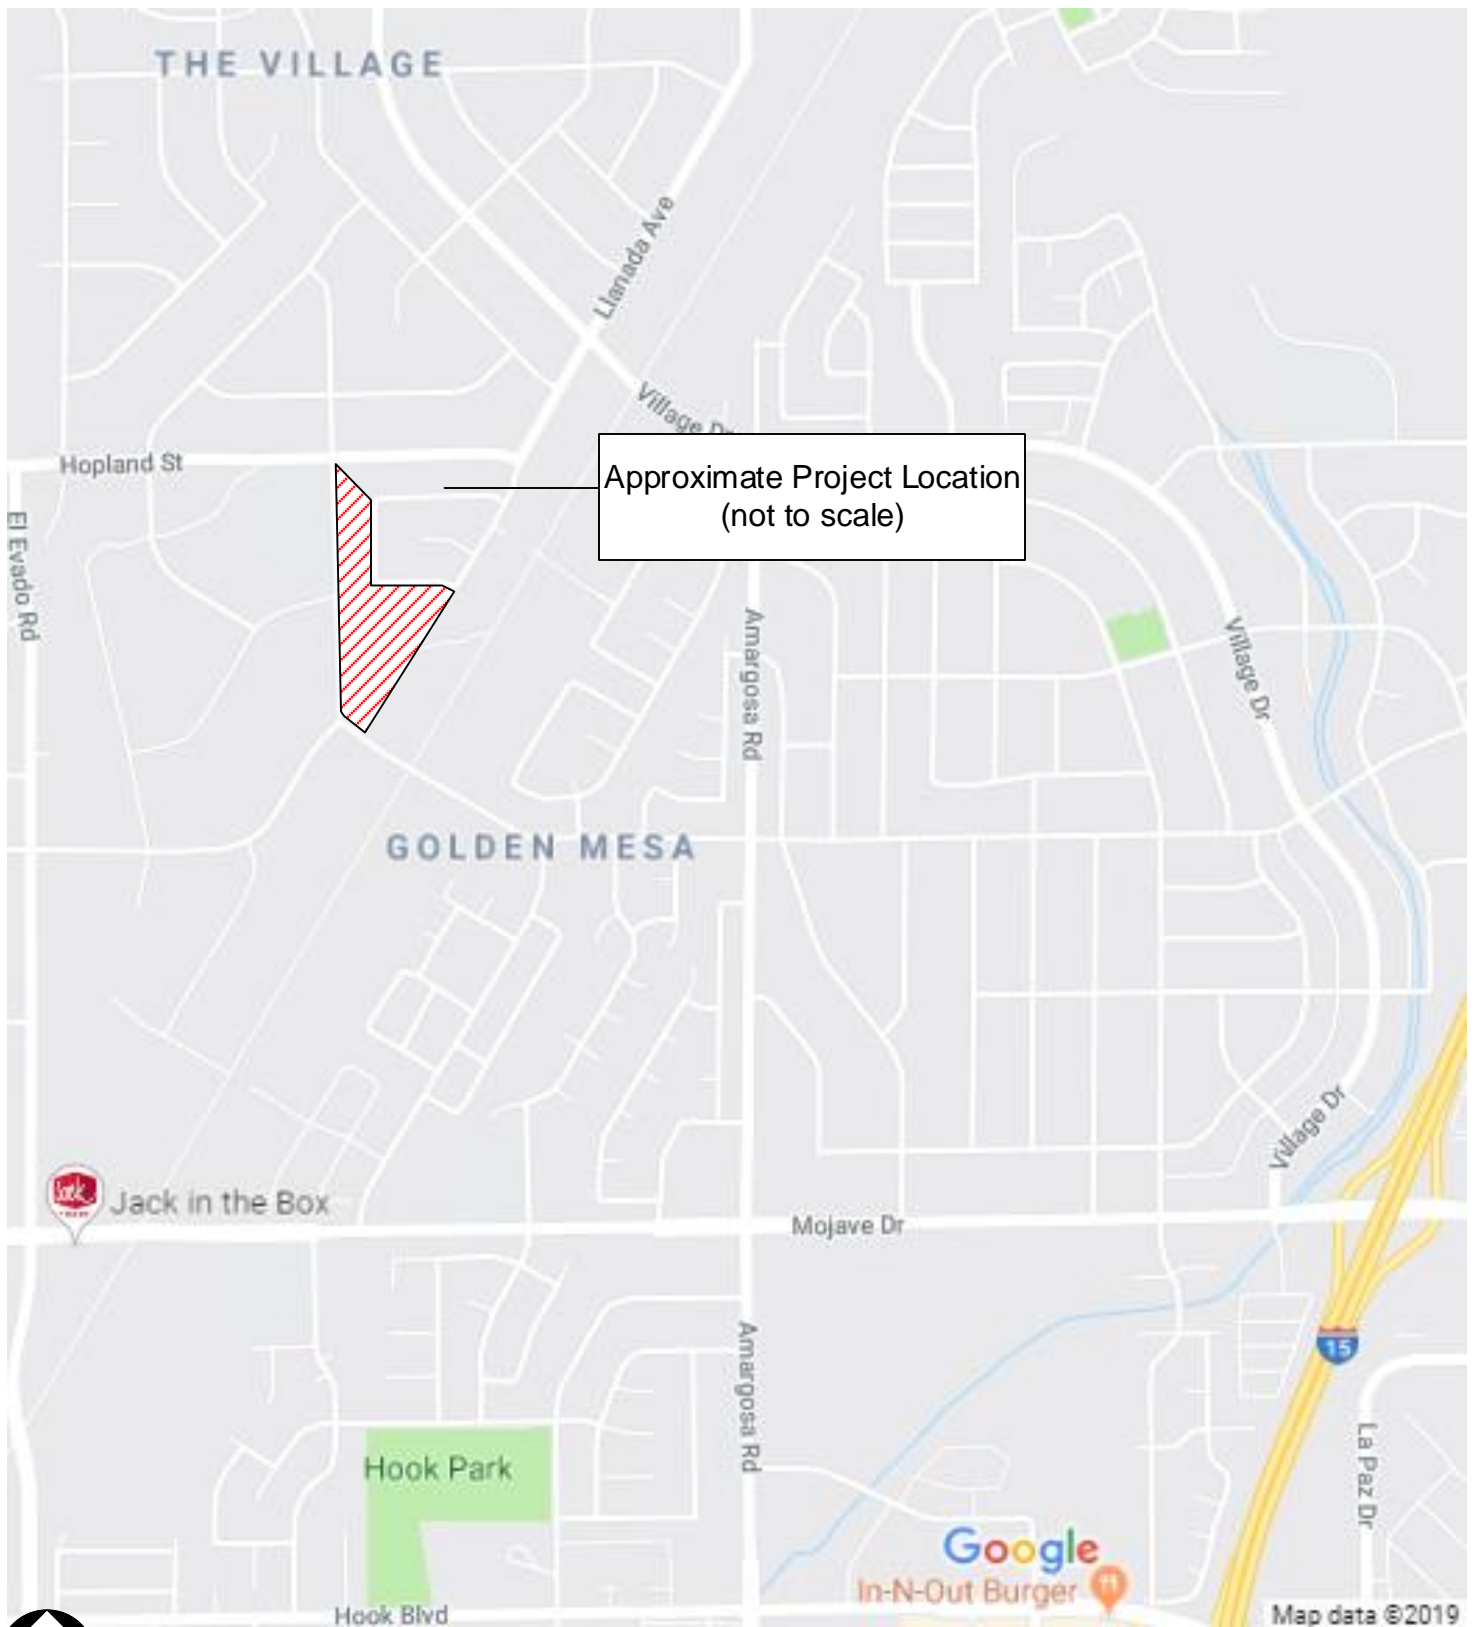 THE VILLAGE
Llanada Ave
Village Dr
Hopland St
Approximate Project Location
(not to scale)
El Evado Rd
Amargosa Rd
Village Dr
GOLDEN MESA
Village Dr
Jack in the Box
Mojave Dr
Amargosa Rd
15
La Paz Dr
Hook Park
Google
In-N-Out Burger
Hook Blvd
Map data ©2019